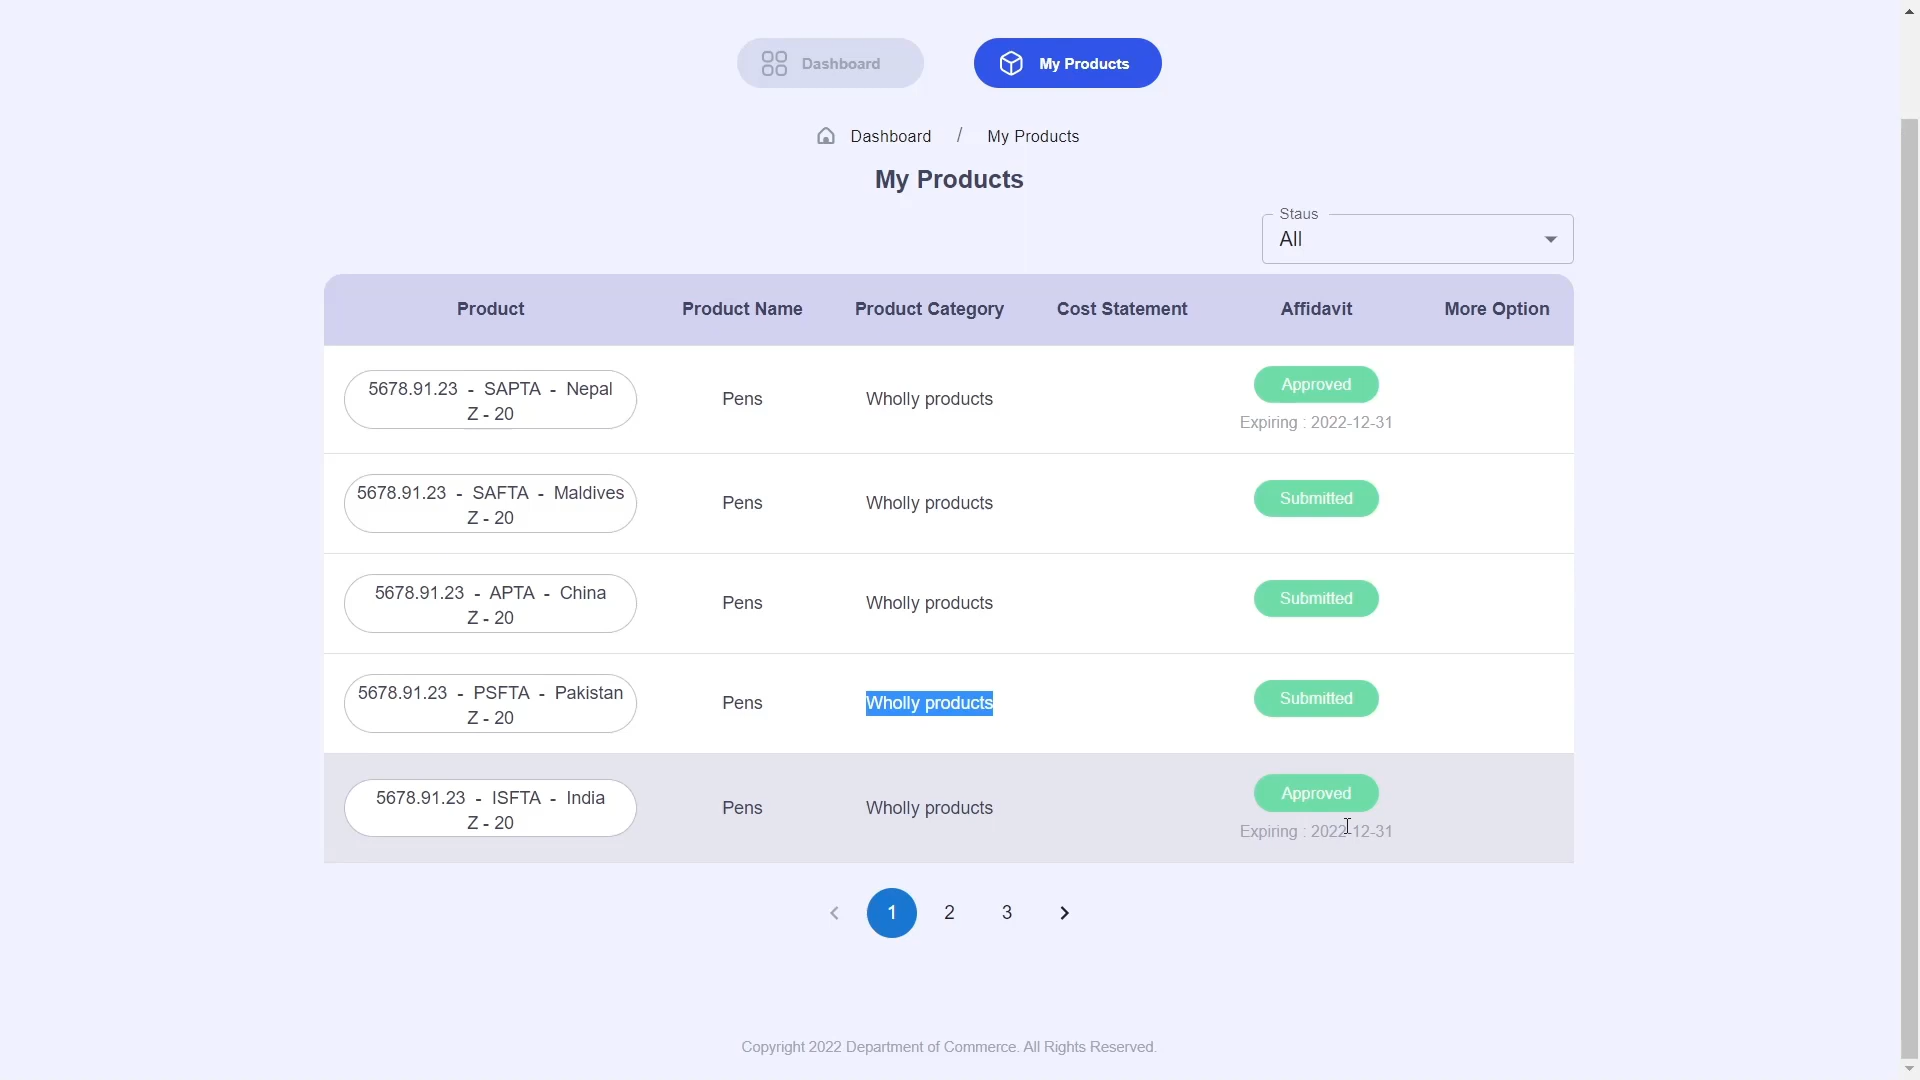 Dashboard
My Products
Dashboard / My Products
My Products
Staus
All
Product Product Name Product Category Cost Statement Affidavit More Option
5678.91.23 - SAPTA - Nepal
Z - 20
Pens
Wholly products
Approved
Expiring : 2022-12-31
5678.91.23 - SAFTA - Maldives
Z - 20
Pens
Wholly products
Submitted
5678.91.23 - APTA - China
Z - 20
Pens
Wholly products
Submitted
5678.91.23 - PSFTA - Pakistan
Z - 20
Pens
Wholly products
Submitted
5678.91.23 - ISFTA - India
Z - 20
Pens
Wholly products
Approved
Expiring : 2022-12-31
1 2 3
Copyright 2022 Department of Commerce. All Rights Reserved.